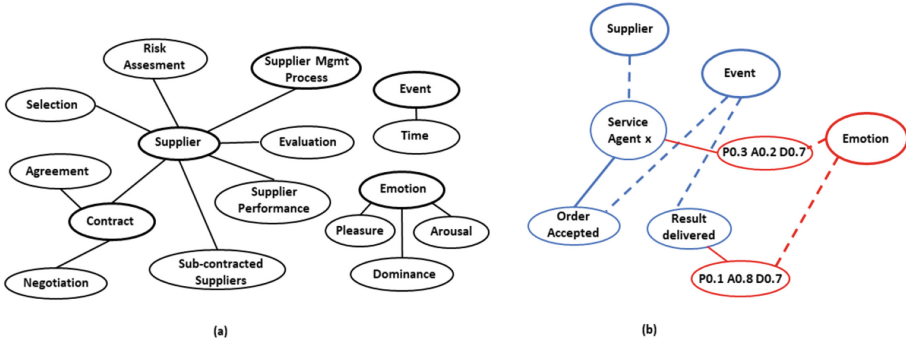 Risk
Assesment
Supplier Mgmt
Process
Selection
Supplier
Evaluation
Agreement
Supplier
Performance
Contract
Negotiation
Sub-contracted
Suppliers
Event
Time
Emotion
Pleasure
Arousal
Dominance
(a)
Supplier
Event
Service
Agent x
P0.3 A0.2 D0.7
Emotion
Order
Accepted
Result
delivered
P0.1 A0.8 D0.7
(b)